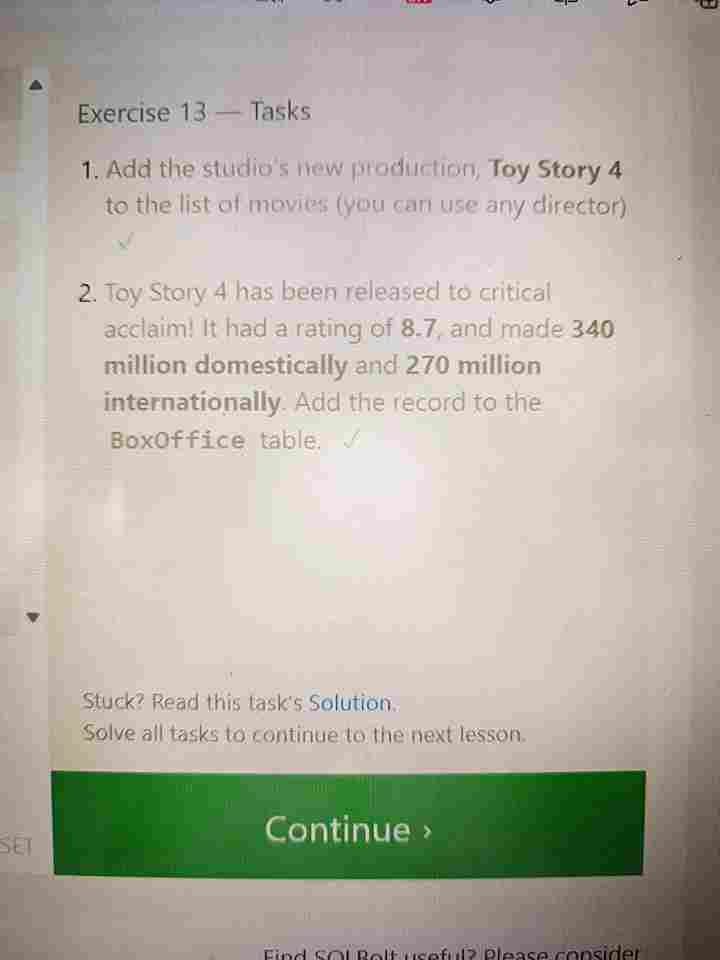 Exercise 13 — Tasks
1. Add the studio's new production, Toy Story 4
to the list of movies (you can use any director)
✓
2. Toy Story 4 has been released to critical
acclaim! It had a rating of 8.7, and made 340
million domestically and 270 million
internationally. Add the record to the
BoxOffice table. ✓
Stuck? Read this task's Solution.
Solve all tasks to continue to the next lesson.
Continue ›
SET
Find SQLBolt useful? Please consider